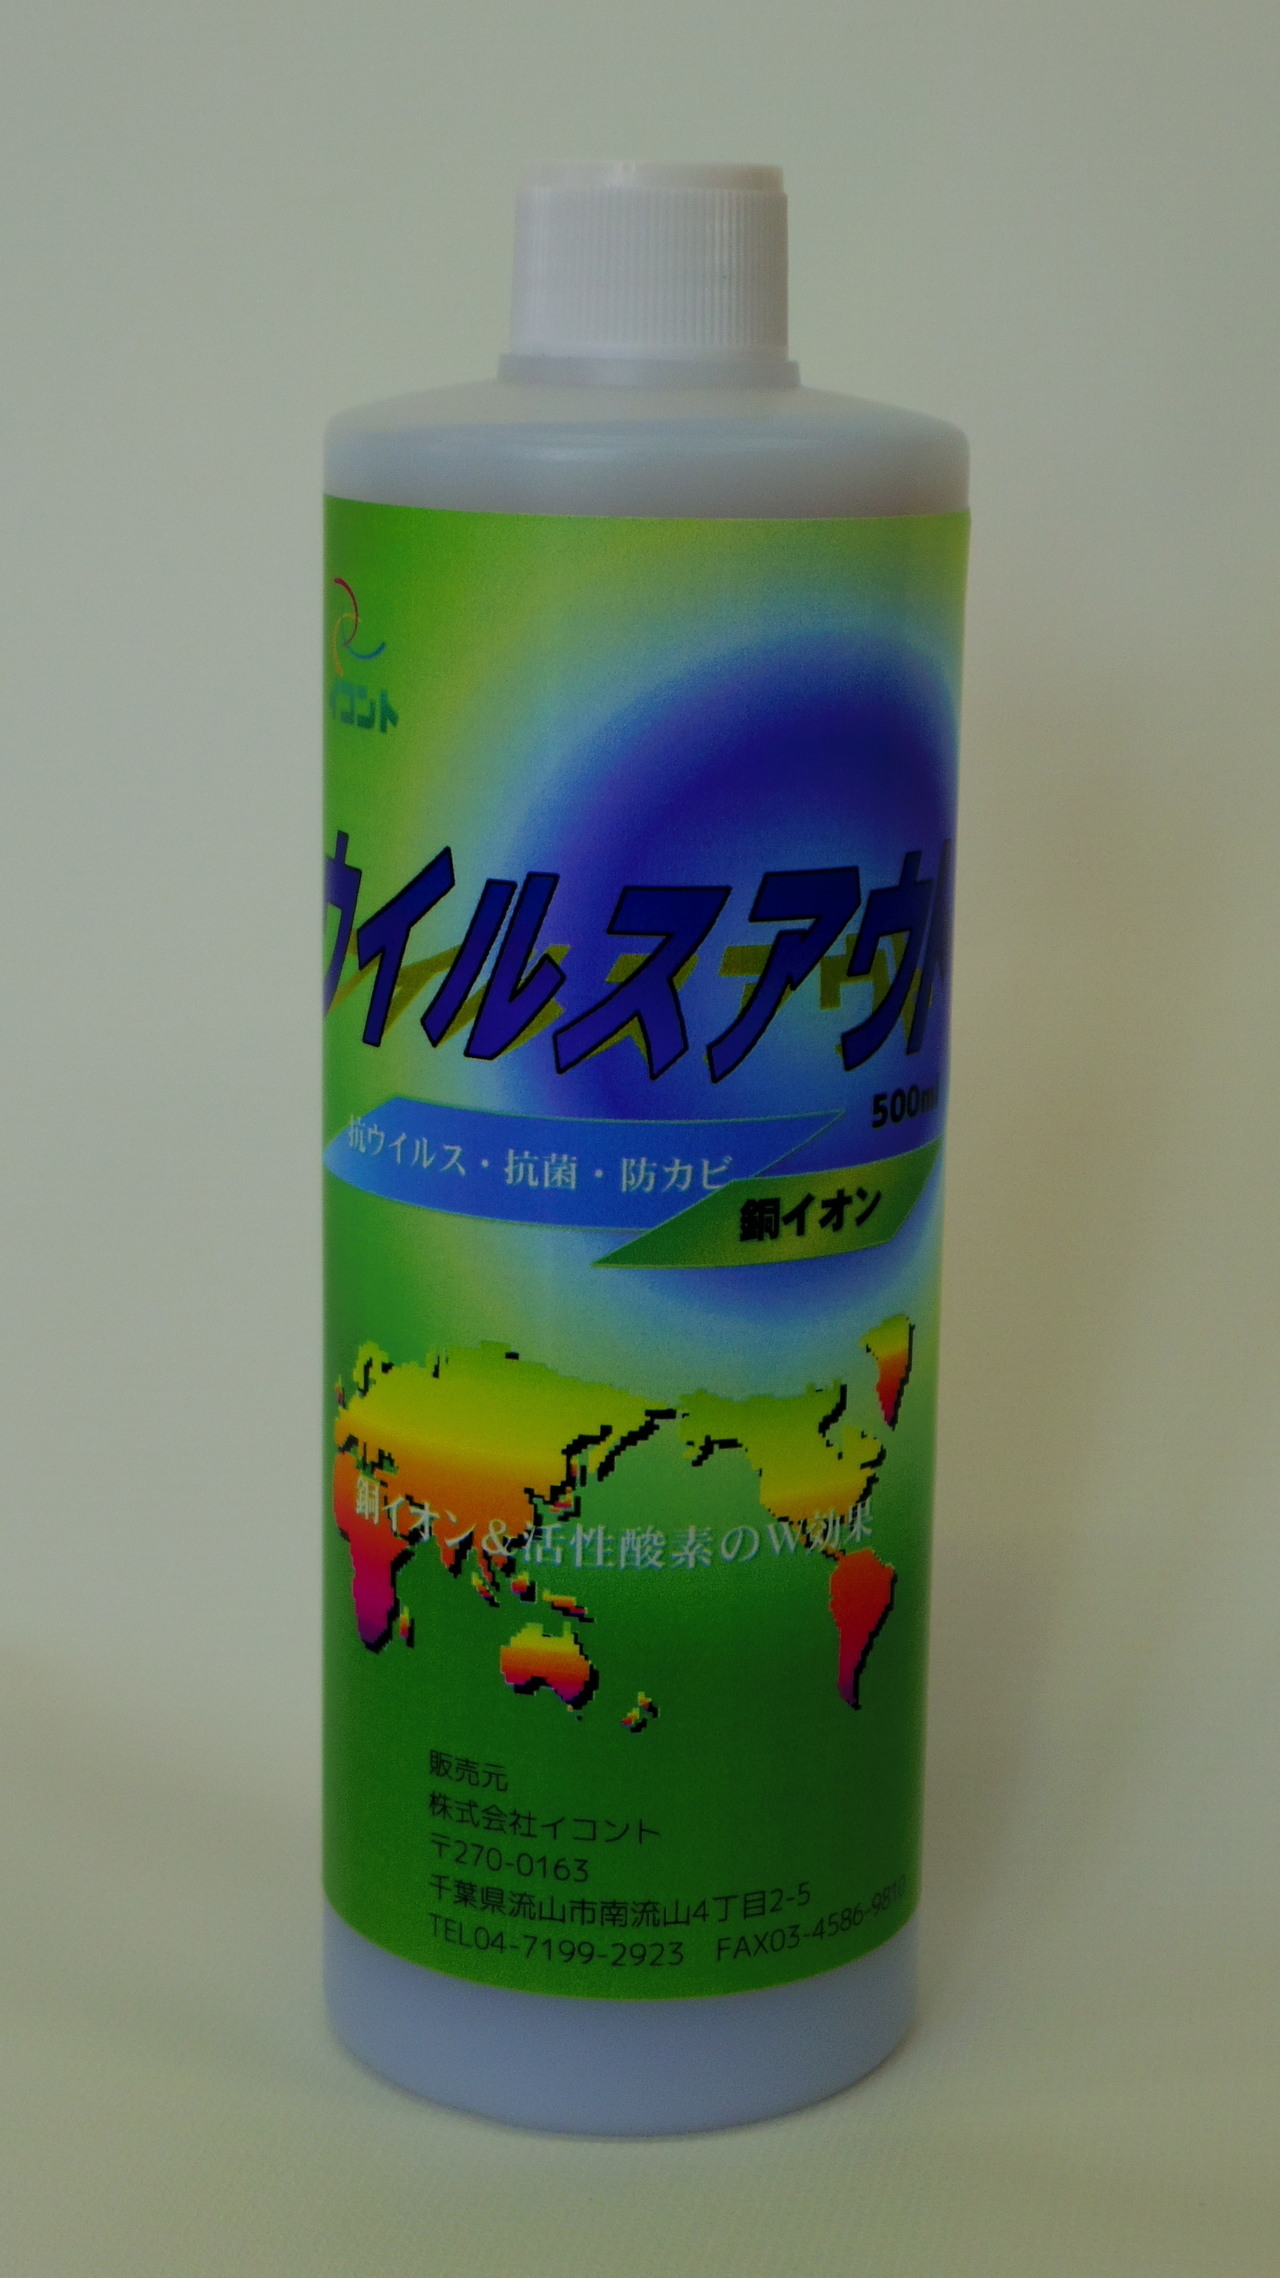 イコント
ウイルスアウト
500ml
抗ウイルス・抗菌・防カビ
銅イオン
銅イオン&活性酸素のW効果
販売元
株式会社イコント
〒270-0163
千葉県流山市南流山4丁目2-5
TEL04-7199-2923 FAX03-4586-9810